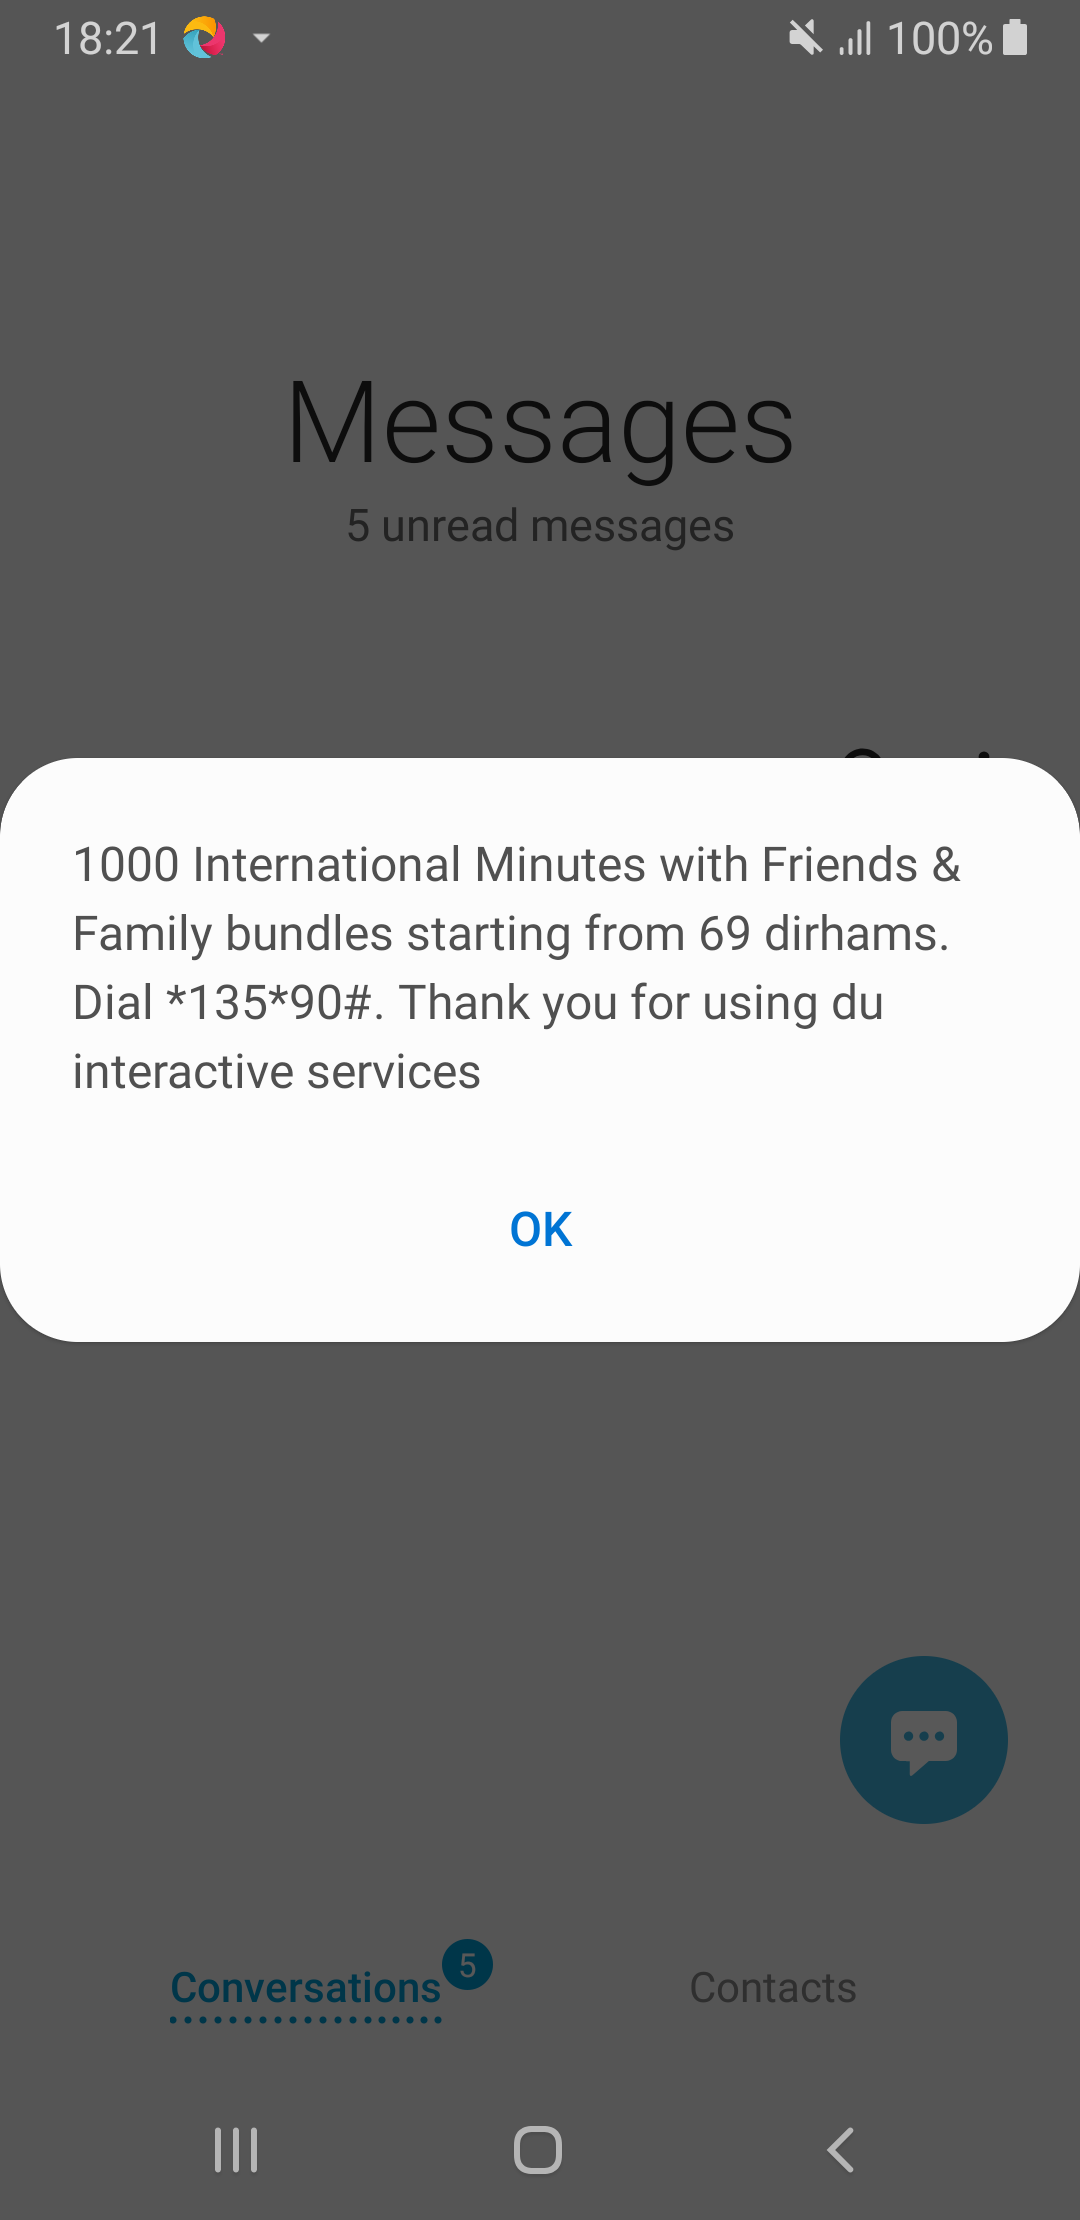 18:21
100%
Messages
5 unread messages
1000 International Minutes with Friends &
Family bundles starting from 69 dirhams.
Dial *135*90#. Thank you for using du
interactive services
OK
Conversations
5
Contacts